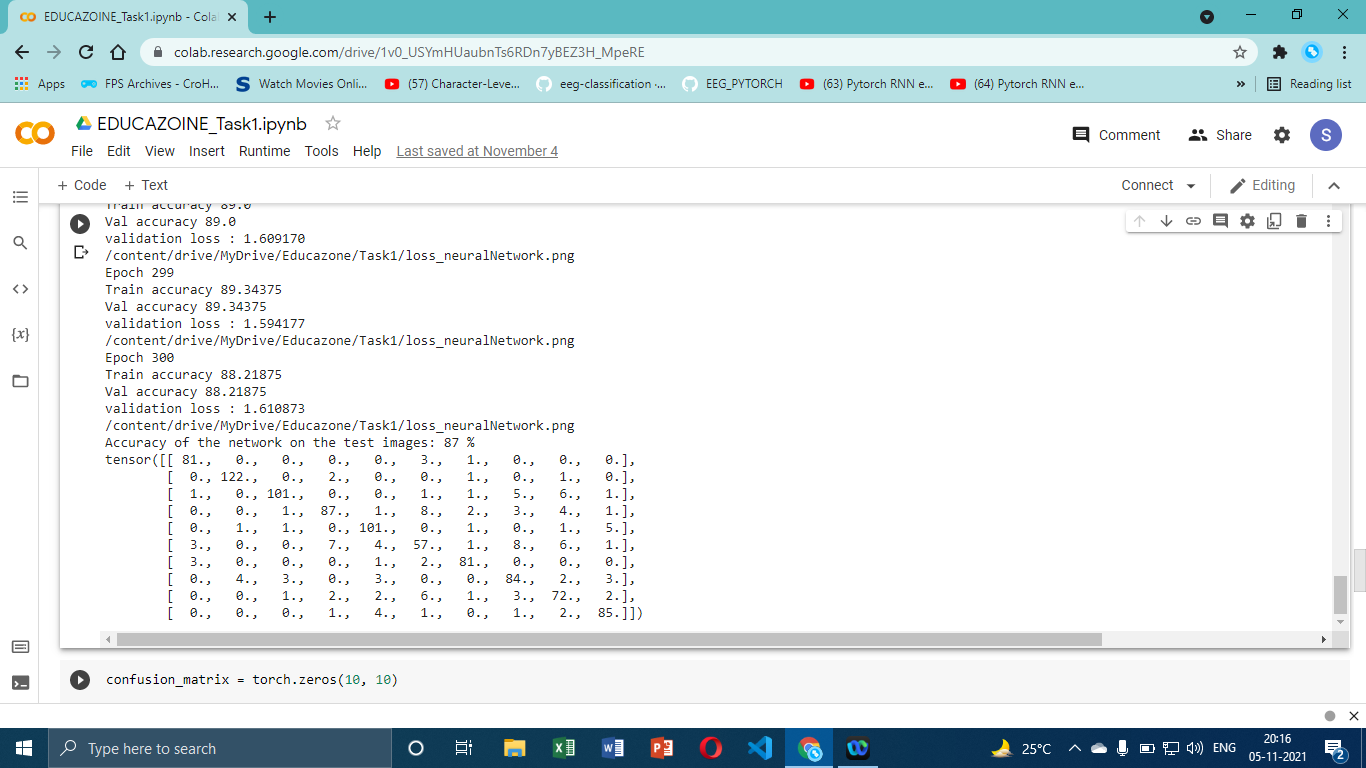 EDUCAZOINE_Task1.ipynb - Cola
colab.research.google.com/drive/1v0_USYmHUaubnTs6RDn7yBEZ3H_MpeRE
Apps FPS Archives - CroH... Watch Movies Onli... (57) Character-Leve... eeg-classification -... EEG_PYTORCH (63) Pytorch RNN e... (64) Pytorch RNN e... » Reading list
EDUCAZOINE_Task1.ipynb
Comment Share S
File Edit View Insert Runtime Tools Help Last saved at November 4
+ Code + Text Connect Editing
Train accuracy 89.0
Val accuracy 89.0
validation loss : 1.609170
/content/drive/MyDrive/Educazone/Task1/loss_neuralNetwork.png
Epoch 299
Train accuracy 89.34375
Val accuracy 89.34375
validation loss : 1.594177
/content/drive/MyDrive/Educazone/Task1/loss_neuralNetwork.png
Epoch 300
Train accuracy 88.21875
Val accuracy 88.21875
validation loss : 1.610873
/content/drive/MyDrive/Educazone/Task1/loss_neuralNetwork.png
Accuracy of the network on the test images: 87 %
tensor([[ 81., 0., 0., 0., 0., 3., 1., 0., 0., 0.],
[ 0., 122., 0., 2., 0., 0., 1., 0., 1., 0.],
[ 1., 0., 101., 0., 0., 1., 1., 5., 6., 1.],
[ 0., 0., 1., 87., 1., 8., 2., 3., 4., 1.],
[ 0., 1., 1., 0., 101., 0., 1., 0., 1., 5.],
[ 3., 0., 0., 7., 4., 57., 1., 8., 6., 1.],
[ 3., 0., 0., 0., 1., 2., 81., 0., 0., 0.],
[ 0., 4., 3., 0., 3., 0., 0., 84., 2., 3.],
[ 0., 0., 1., 2., 2., 6., 1., 3., 72., 2.],
[ 0., 0., 0., 1., 4., 1., 0., 1., 2., 85.]])
confusion_matrix = torch.zeros(10, 10)
Type here to search
25°C ENG
20:16
05-11-2021
2